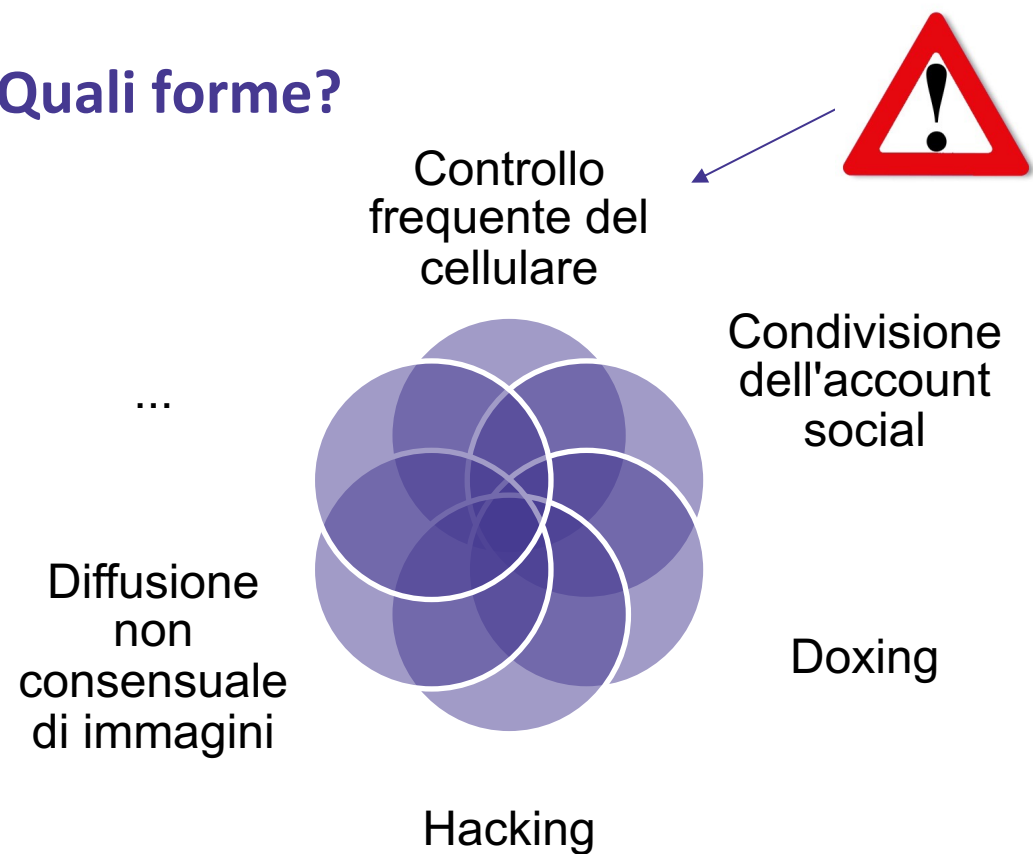 Quali forme?
Controllo
frequente del
cellulare
Condivisione
dell'account
social
Doxing
Hacking
Diffusione
non
consensuale
di immagini
...